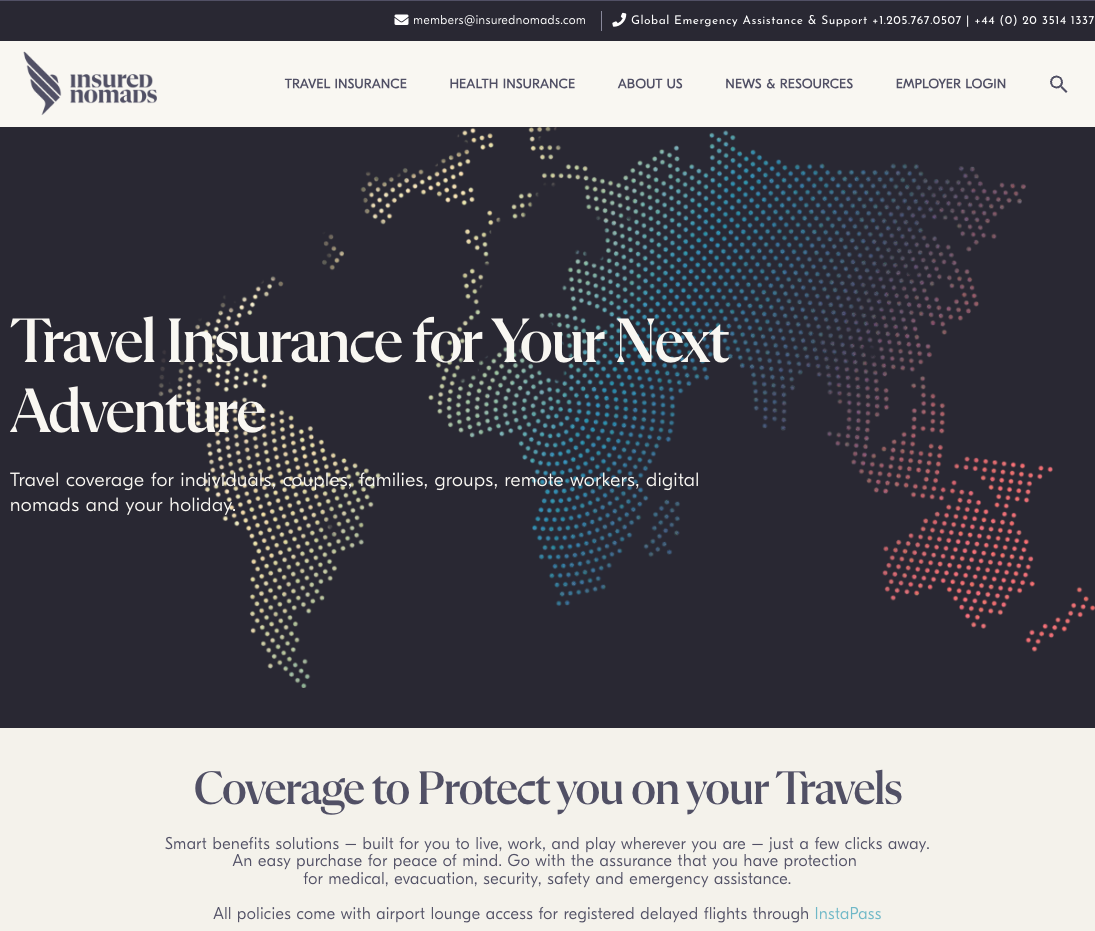 members@insurednomads.com
Global Emergency Assistance & Support +1.205.767.0507 | +44 (0) 20 3514 1337
insured
nomads
TRAVEL INSURANCE
HEALTH INSURANCE
ABOUT US
NEWS & RESOURCES
EMPLOYER LOGIN
Travel Insurance for Your Next
Adventure
Travel coverage for individuals, couples, families, groups, remote workers, digital
nomads and your holiday.
Coverage to Protect you on your Travels
Smart benefits solutions – built for you to live, work, and play wherever you are – just a few clicks away.
An easy purchase for peace of mind. Go with the assurance that you have protection
for medical, evacuation, security, safety and emergency assistance.
All policies come with airport lounge access for registered delayed flights through InstaPass